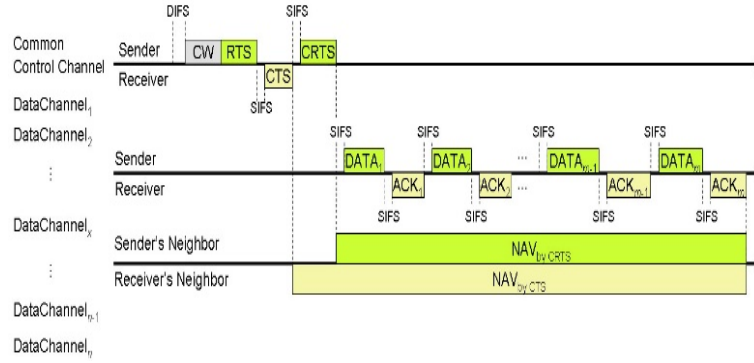 DIFS SIFS
Common
Control Channel
Sender CW RTS CRTS
Receiver CTS
SIFS
DataChannel1
DataChannel2
SIFS SIFS SIFS SIFS
Sender DATA1 DATA2 ... DATAm-1 DATAm
⋮
Receiver ACK1 ACK2 ... ACKm-1 ACKm
SIFS SIFS SIFS SIFS
DataChannelx
Sender's Neighbor NAVby CRTS
⋮
Receiver's Neighbor NAVby CTS
DataChanneln-1
DataChanneln